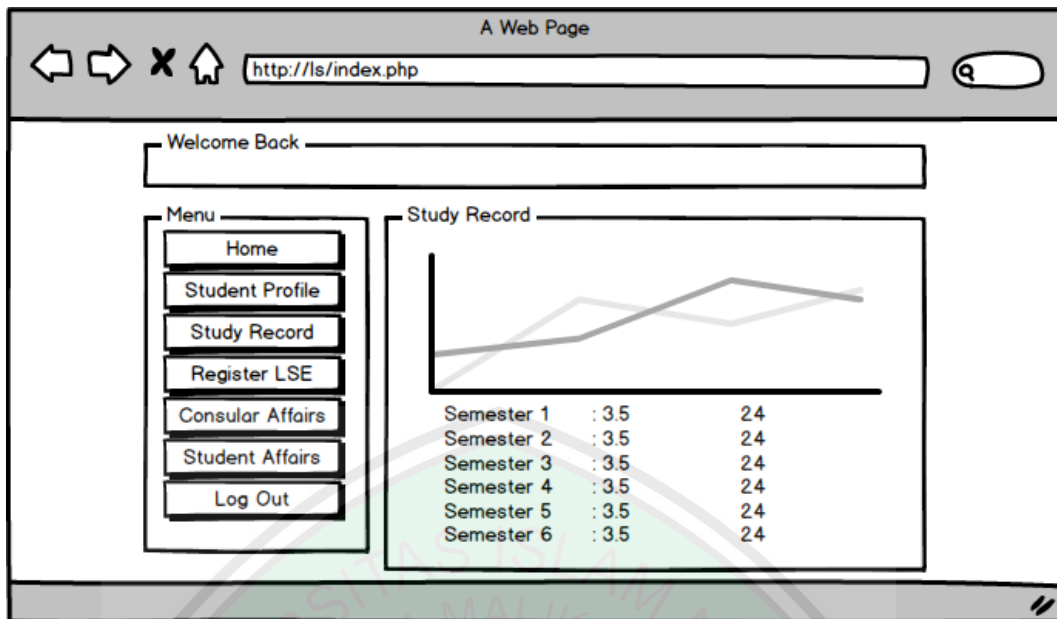 A Web Page
http://ls/index.php
Welcome Back
Menu
Home
Student Profile
Study Record
Register LSE
Consular Affairs
Student Affairs
Log Out
Study Record
Semester 1 : 3.5 24
Semester 2 : 3.5 24
Semester 3 : 3.5 24
Semester 4 : 3.5 24
Semester 5 : 3.5 24
Semester 6 : 3.5 24
ISLAM
MALIK